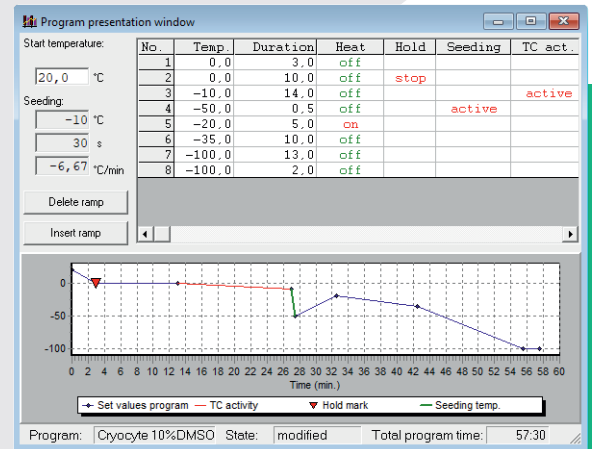 Program presentation window
Start temperature:
20,0 °C
Seeding:
-10 °C
30 s
-6,67 °C/min
Delete ramp
Insert ramp
No. Temp. Duration Heat Hold Seeding TC act.
1 0,0 3,0 off
2 0,0 10,0 off stop
3 -10,0 14,0 off active
4 -50,0 0,5 off active
5 -20,0 5,0 on
6 -35,0 10,0 off
7 -100,0 13,0 off
8 -100,0 2,0 off
0
-50
-100
0 2 4 6 8 10 12 14 16 18 20 22 24 26 28 30 32 34 36 38 40 42 44 46 48 50 52 54 56 58 60
Time (min.)
Set values program TC activity Hold mark Seeding temp.
Program: Cryocyte 10%DMSO State: modified Total program time: 57:30